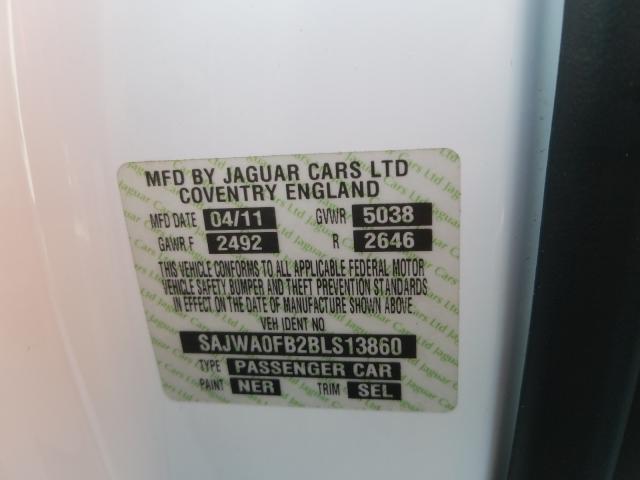 MFD BY JAGUAR CARS LTD
COVENTRY ENGLAND
MFD DATE 04/11 GVWR 5038
GAWR F 2492 R 2646
THIS VEHICLE CONFORMS TO ALL APPLICABLE FEDERAL MOTOR
VEHICLE SAFETY, BUMPER AND THEFT PREVENTION STANDARDS
IN EFFECT ON THE DATE OF MANUFACTURE SHOWN ABOVE.
VEH IDENT NO
SAJWA0FB2BLS13860
TYPE PASSENGER CAR
PAINT NER TRIM SEL